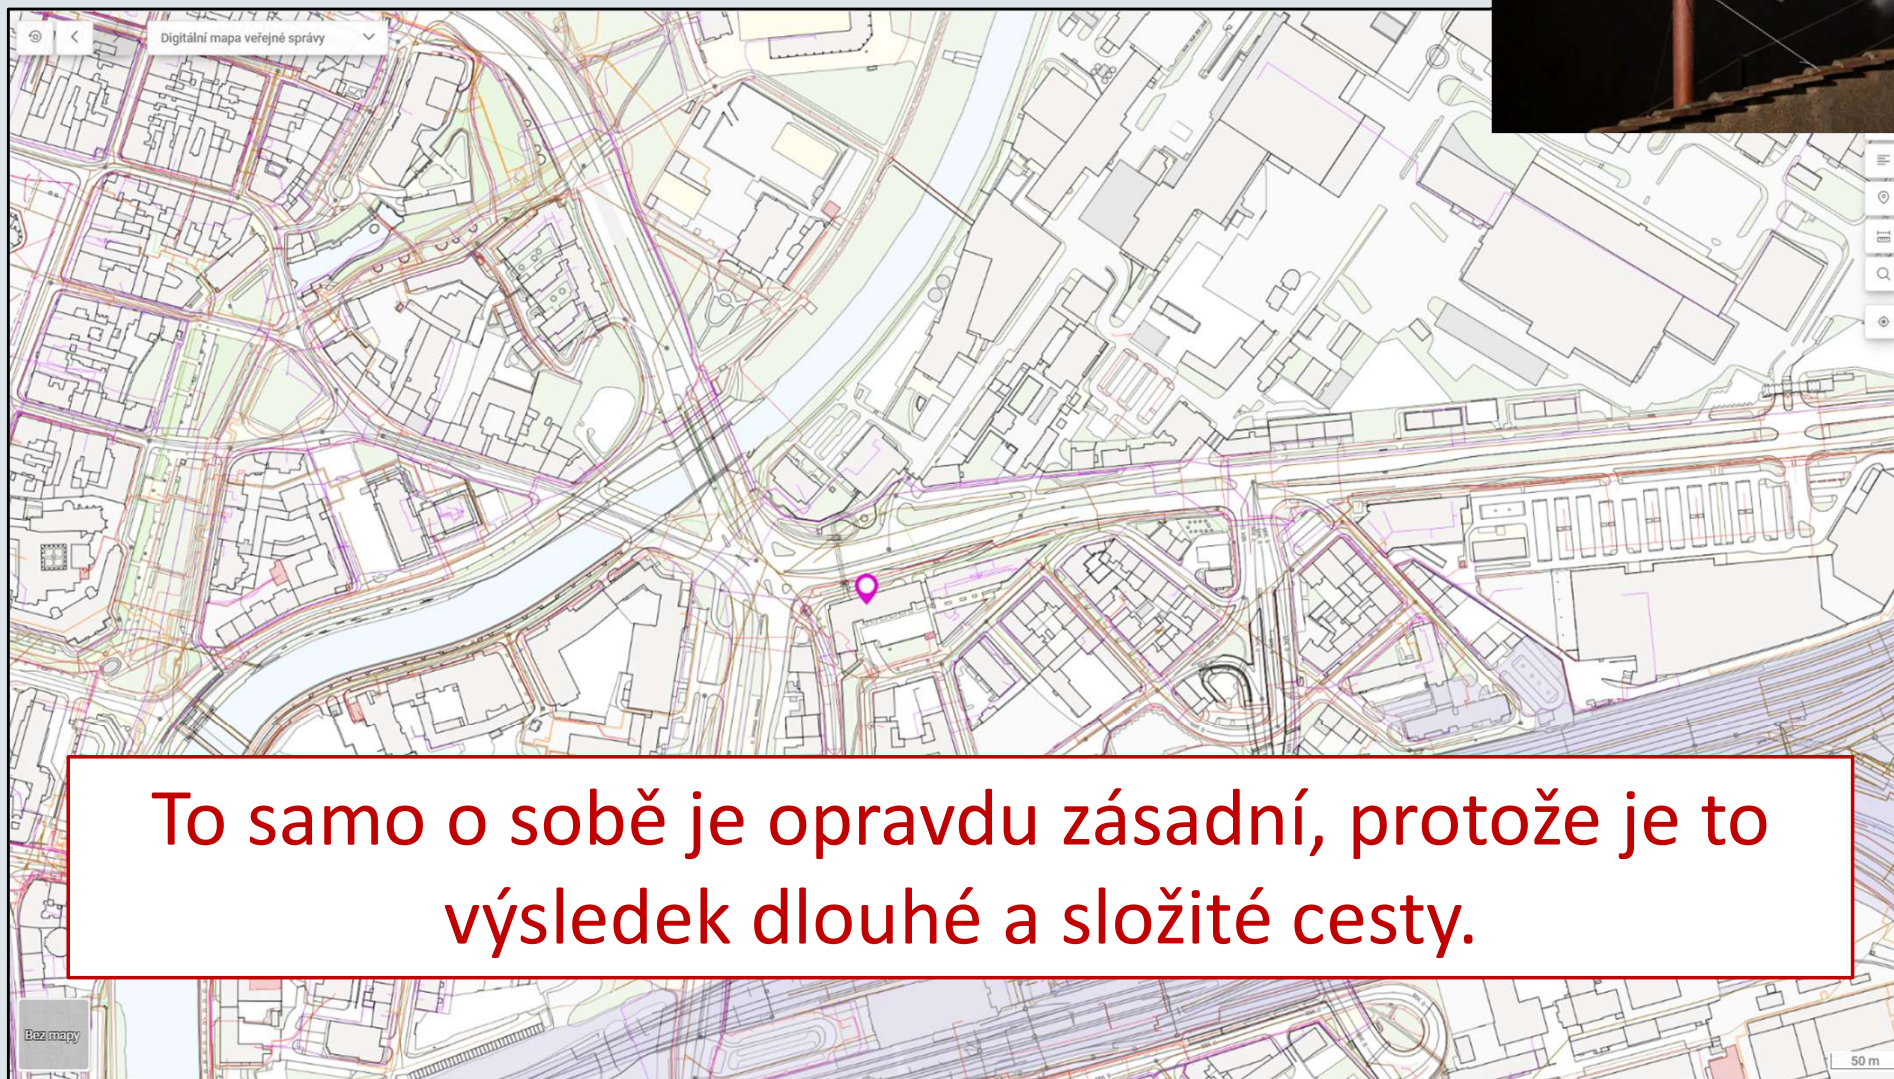 Digitální mapa veřejné správy
To samo o sobě je opravdu zásadní, protože je to
výsledek dlouhé a složité cesty.
Bez mapy
50 m